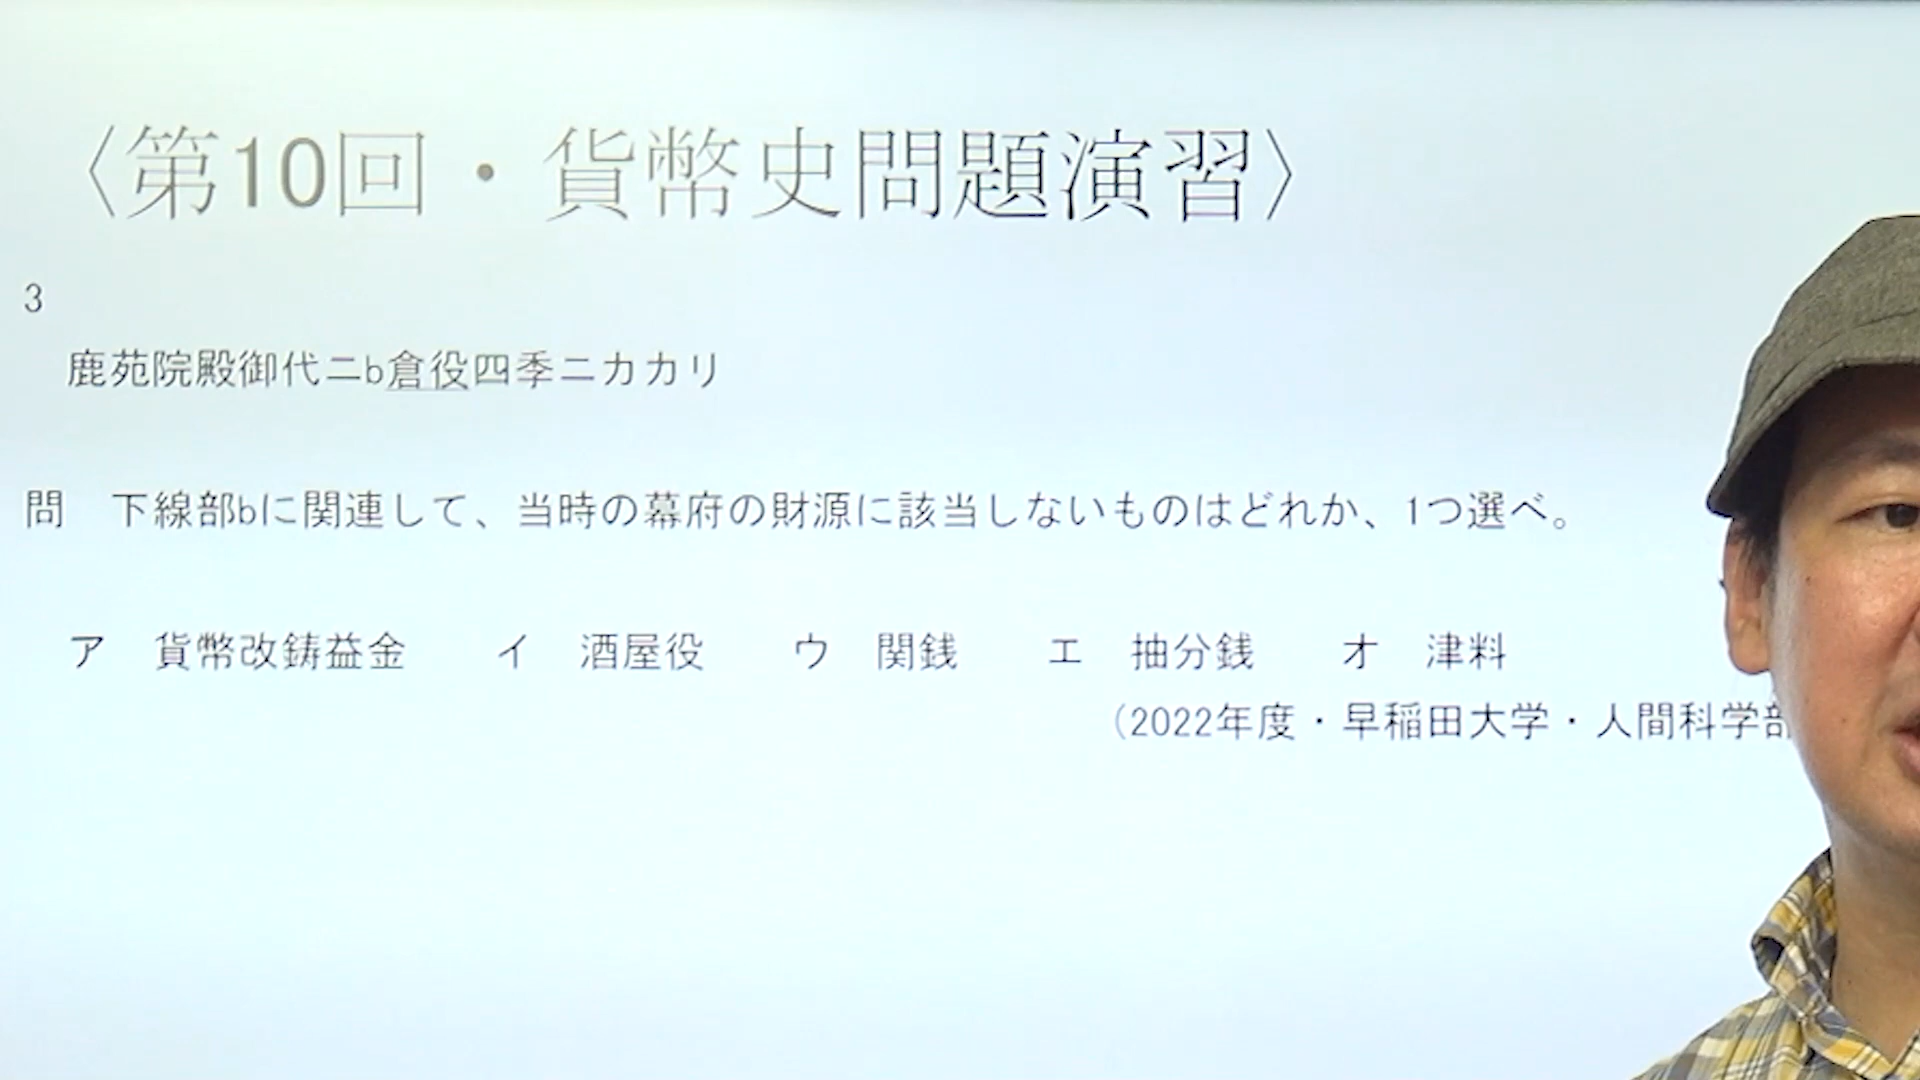 〈第10回・貨幣史問題演習〉
3
鹿苑院殿御代ニb倉役四季ニカカリ
問　下線部bに関連して、当時の幕府の財源に該当しないものはどれか、1つ選べ。
ア　貨幣改鋳益金　　イ　酒屋役　　ウ　関銭　　エ　抽分銭　　オ　津料
（2022年度・早稲田大学・人間科学部